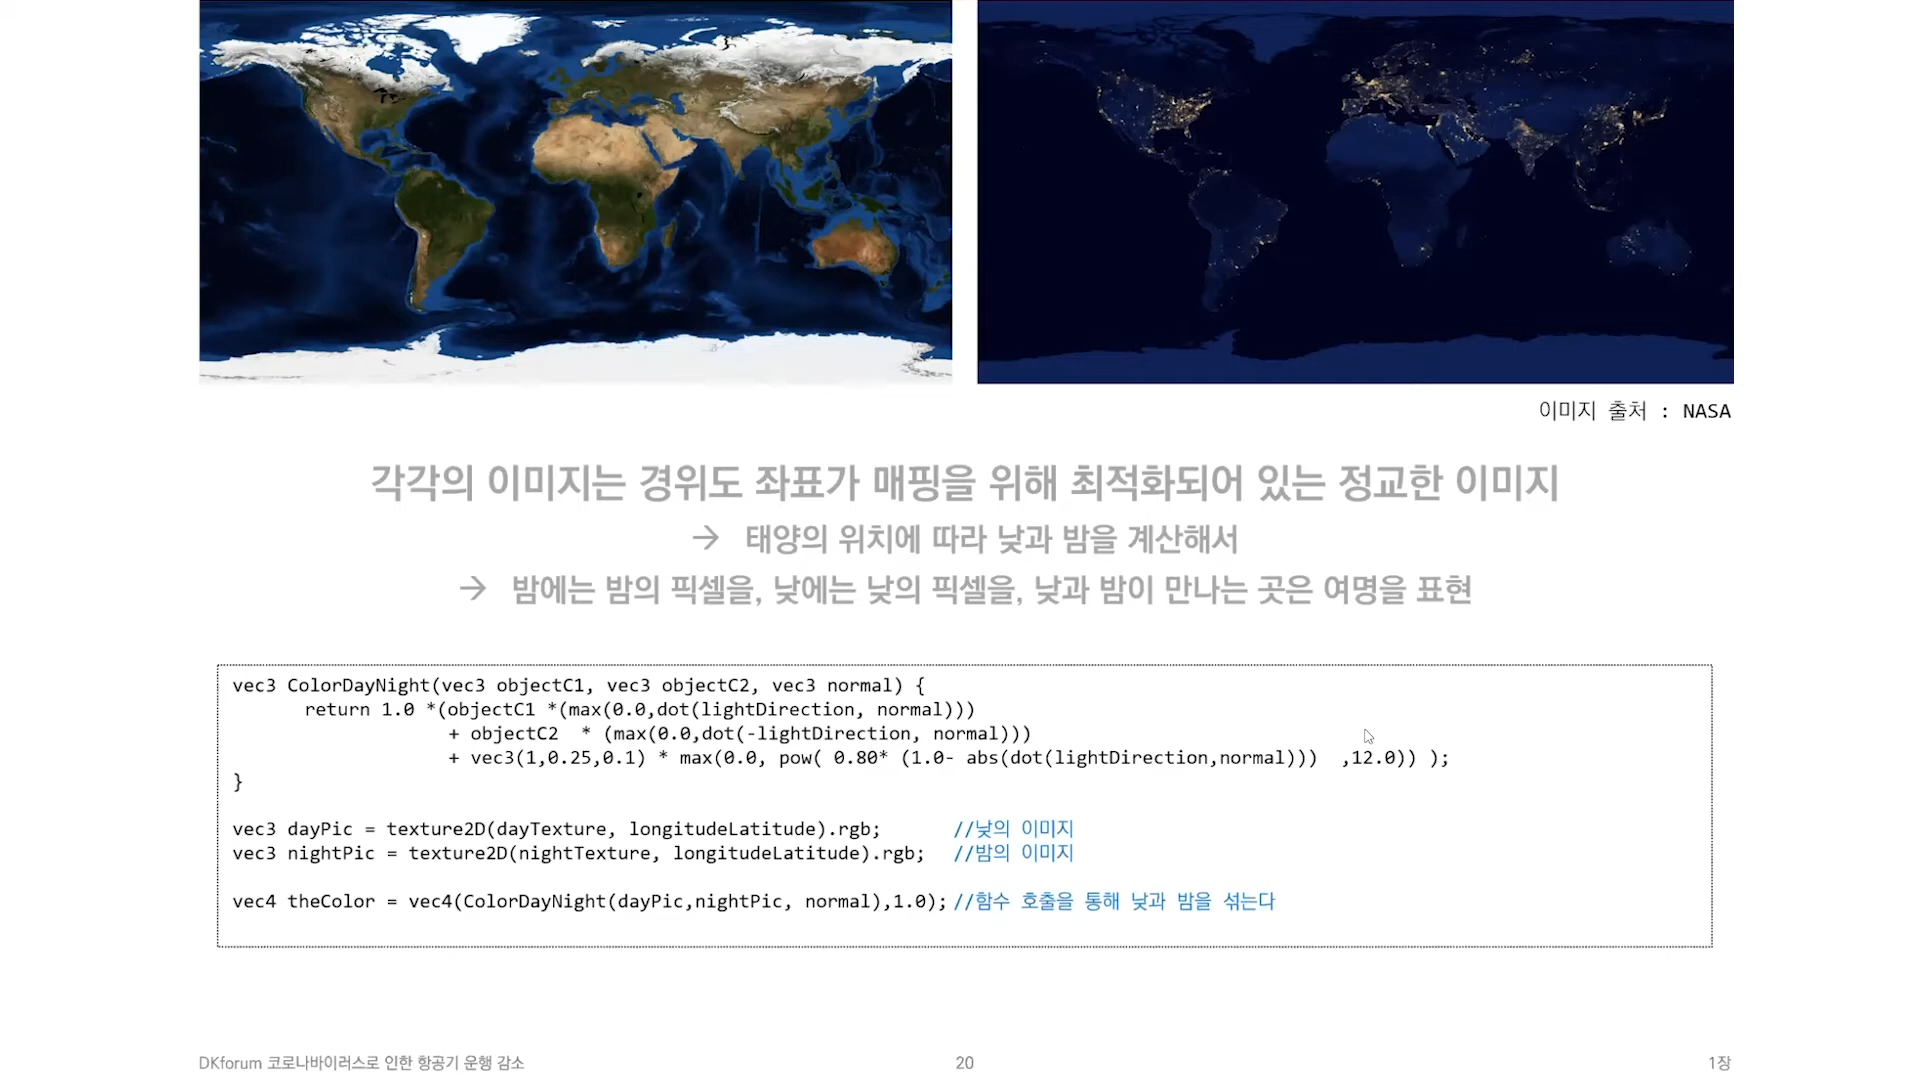 이미지 출처 : NASA
각각의 이미지는 경위도 좌표가 매핑을 위해 최적화되어 있는 정교한 이미지
→ 태양의 위치에 따라 낮과 밤을 계산해서
→ 밤에는 밤의 픽셀을, 낮에는 낮의 픽셀을, 낮과 밤이 만나는 곳은 여명을 표현
vec3 ColorDayNight(vec3 objectC1, vec3 objectC2, vec3 normal) {
return 1.0 *(objectC1 *(max(0.0,dot(lightDirection, normal)))
+ objectC2  * (max(0.0,dot(-lightDirection, normal)))
+ vec3(1,0.25,0.1) * max(0.0, pow( 0.80* (1.0- abs(dot(lightDirection,normal)))  ,12.0)) );
}
vec3 dayPic = texture2D(dayTexture, longitudeLatitude).rgb; //낮의 이미지
vec3 nightPic = texture2D(nightTexture, longitudeLatitude).rgb; //밤의 이미지
vec4 theColor = vec4(ColorDayNight(dayPic,nightPic, normal),1.0); //함수 호출을 통해 낮과 밤을 섞는다
DKforum 코로나바이러스로 인한 항공기 운행 감소 20 1장